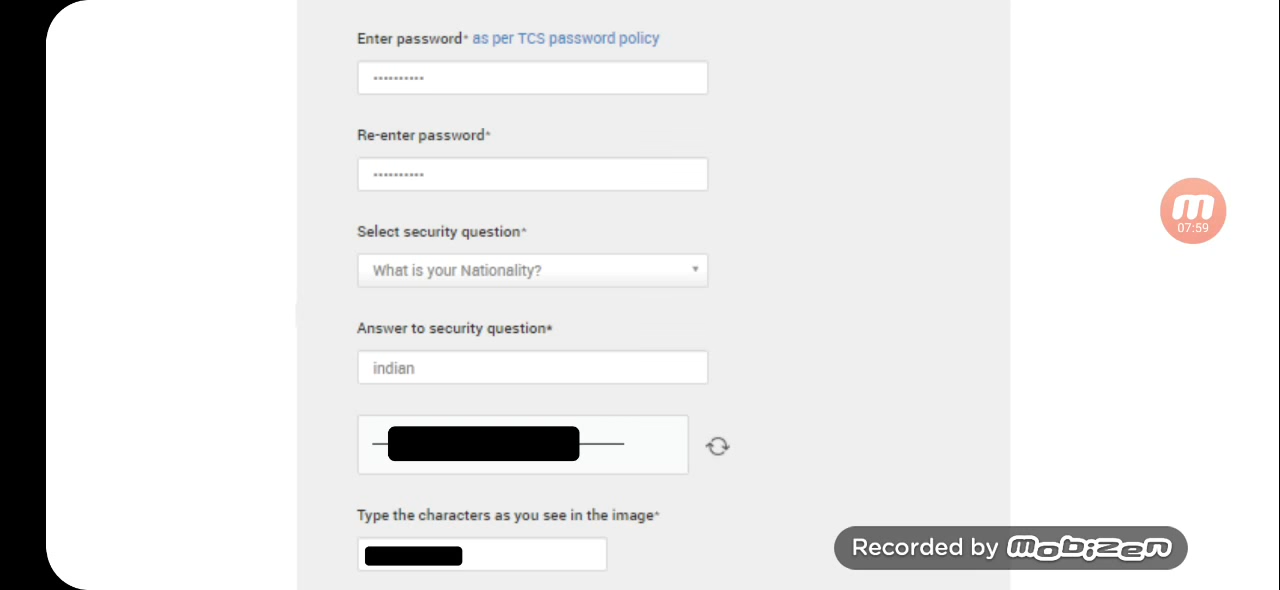 Enter password* as per TCS password policy
••••••••••
Re-enter password*
••••••••••
Select security question*
What is your Nationality?
Answer to security question*
indian
Type the characters as you see in the image*
m
07:59
Recorded by mobizen